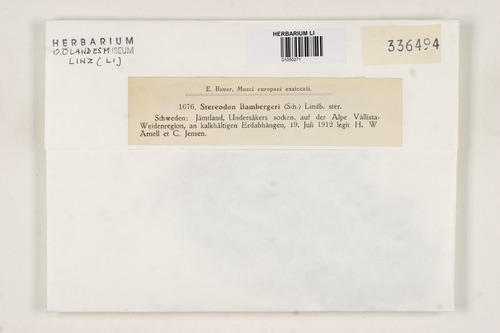 HERBARIUM
O.Ö LANDESMUSEUM
LINZ (LI)
HERBARIUM LI
01050271
336494
E. Bauer, Musci europaei exsiccati.
1676. Stereodon Bambergeri (Sch.) Lindb. ster.
Schweden: Jämtland, Undersåkers socken, auf der Alpe Vällista-
Weidenregion, an kalkhältigen Erdabhängen, 19. Juli 1912 legit H. W
Arnell et C. Jensen.